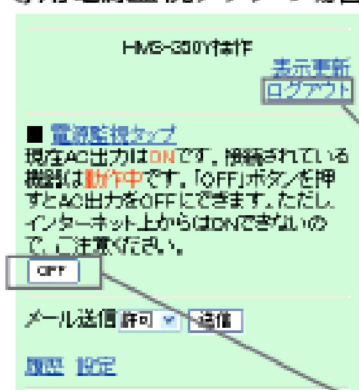 HMS-350Y操作
表示更新
ログアウト
■ 電源監視タップ
現在AC出力はONです。接続されている
機器は動作中です。「OFF」ボタンを押
すとAC出力をOFFにできます。ただし、
インターネット上からはONできないの
で、ご注意ください。
OFF
メール送信 許可 送信
履歴 設定